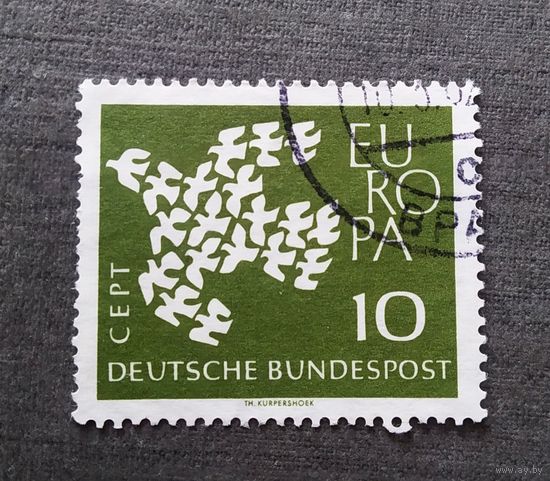 EU
RO
PA
CEPT
10
DEUTSCHE BUNDESPOST
TH. KURPERSHOEK
www.ay.by